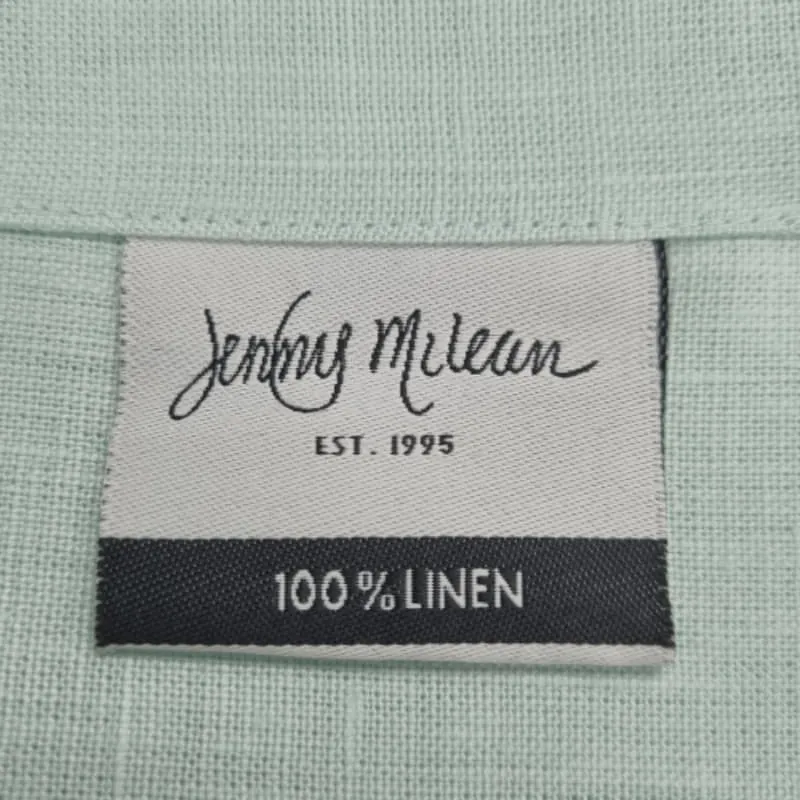 Jenny Mclean
EST. 1995
100% LINEN